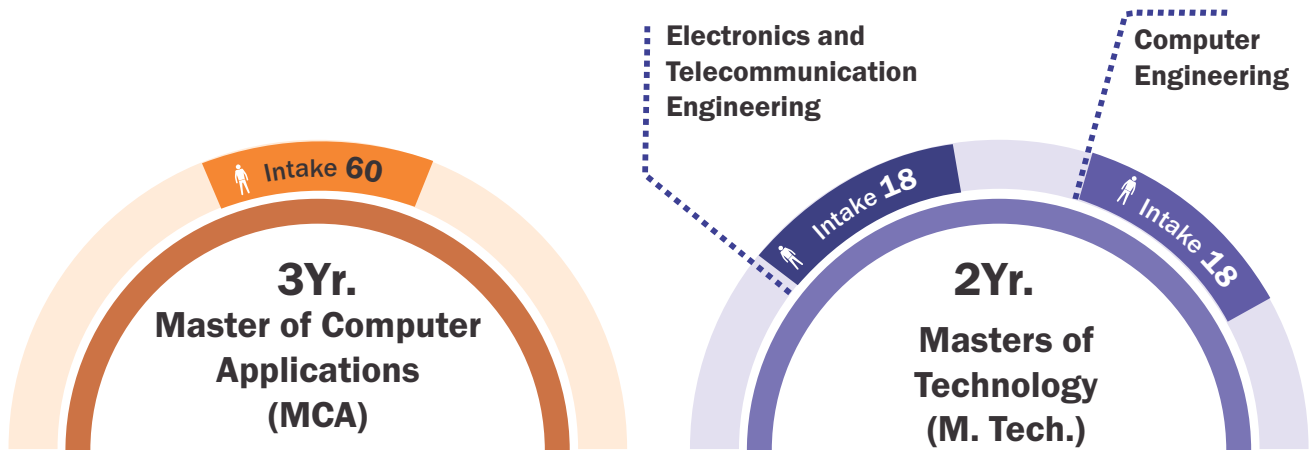 Intake 60
3Yr.
Master of Computer
Applications
(MCA)
Electronics and
Telecommunication
Engineering
Computer
Engineering
Intake 18
Intake 18
2Yr.
Masters of
Technology
(M. Tech.)